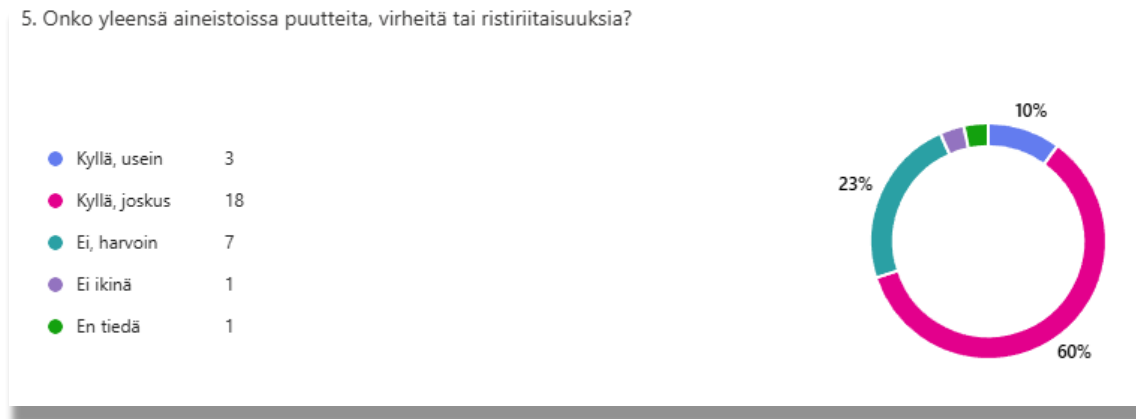 5. Onko yleensä aineistoissa puutteita, virheitä tai ristiriitaisuuksia?
Kyllä, usein 3
Kyllä, joskus 18
Ei, harvoin 7
Ei ikinä 1
En tiedä 1
10%
23%
60%